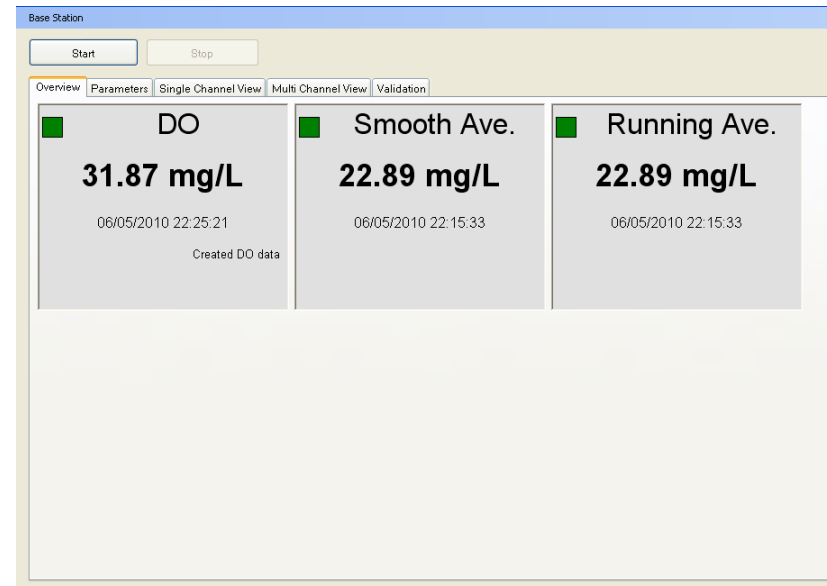 Base Station
Start Stop
Overview Parameters Single Channel View Multi Channel View Validation
DO
31.87 mg/L
06/05/2010 22:25:21
Created DO data
Smooth Ave.
22.89 mg/L
06/05/2010 22:15:33
Running Ave.
22.89 mg/L
06/05/2010 22:15:33